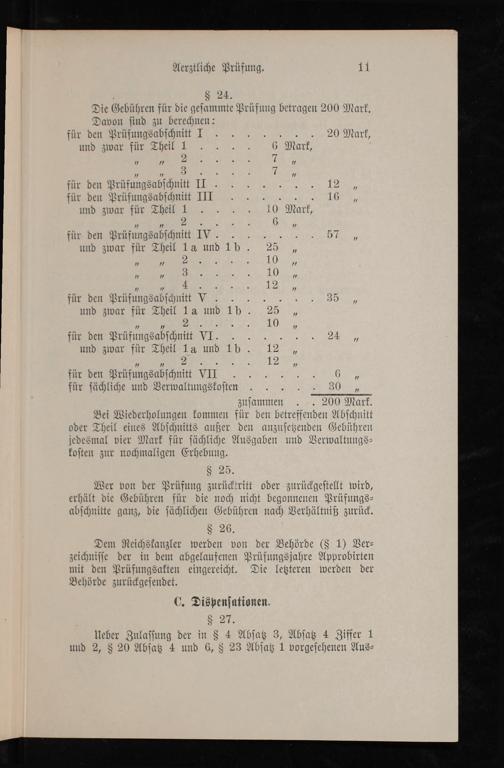 Aerztliche Prüfung. 11
§ 24.
Die Gebühren für die gesammte Prüfung betragen 200 Mark.
Davon sind zu berechnen:
für den Prüfungsabschnitt I . . . . . . . 20 Mark,
und zwar für Theil 1 . . . . 6 Mark,
„ „ 2 . . . . 7 „
„ „ 3 . . . . 7 „
für den Prüfungsabschnitt II . . . . . . . 12 „
für den Prüfungsabschnitt III . . . . . . 16 „
und zwar für Theil 1 . . . . 10 Mark,
„ „ 2 . . . . 6 „
für den Prüfungsabschnitt IV . . . . . . . 57 „
und zwar für Theil 1a und 1b . 25 „
„ „ 2 . . . . 10 „
„ „ 3 . . . . 10 „
„ „ 4 . . . . 12 „
für den Prüfungsabschnitt V . . . . . . . 35 „
und zwar für Theil 1a und 1b . 25 „
„ „ 2 . . . . 10 „
für den Prüfungsabschnitt VI . . . . . . . 24 „
und zwar für Theil 1a und 1b . 12 „
„ „ 2 . . . . 12 „
für den Prüfungsabschnitt VII . . . . . . 6 „
für sächliche und Verwaltungskosten . . . . . 30 „
zusammen . . 200 Mark.
Bei Wiederholungen kommen für den betreffenden Abschnitt
oder Theil eines Abschnitts außer den anzusetzenden Gebühren
jedesmal vier Mark für sächliche Ausgaben und Verwaltungs-
kosten zur nochmaligen Erhebung.
§ 25.
Wer von der Prüfung zurücktritt oder zurückgestellt wird,
erhält die Gebühren für die noch nicht begonnenen Prüfungs-
abschnitte ganz, die sächlichen Gebühren nach Verhältniß zurück.
§ 26.
Dem Reichskanzler werden von der Behörde (§ 1) Ver-
zeichnisse der in dem abgelaufenen Prüfungsjahre Approbirten
mit den Prüfungsakten eingereicht. Die letzteren werden der
Behörde zurückgesendet.
C. Dispensationen.
§ 27.
Ueber Zulassung der in § 4 Absatz 3, Absatz 4 Ziffer 1
und 2, § 20 Absatz 4 und 6, § 23 Absatz 1 vorgesehenen Aus-